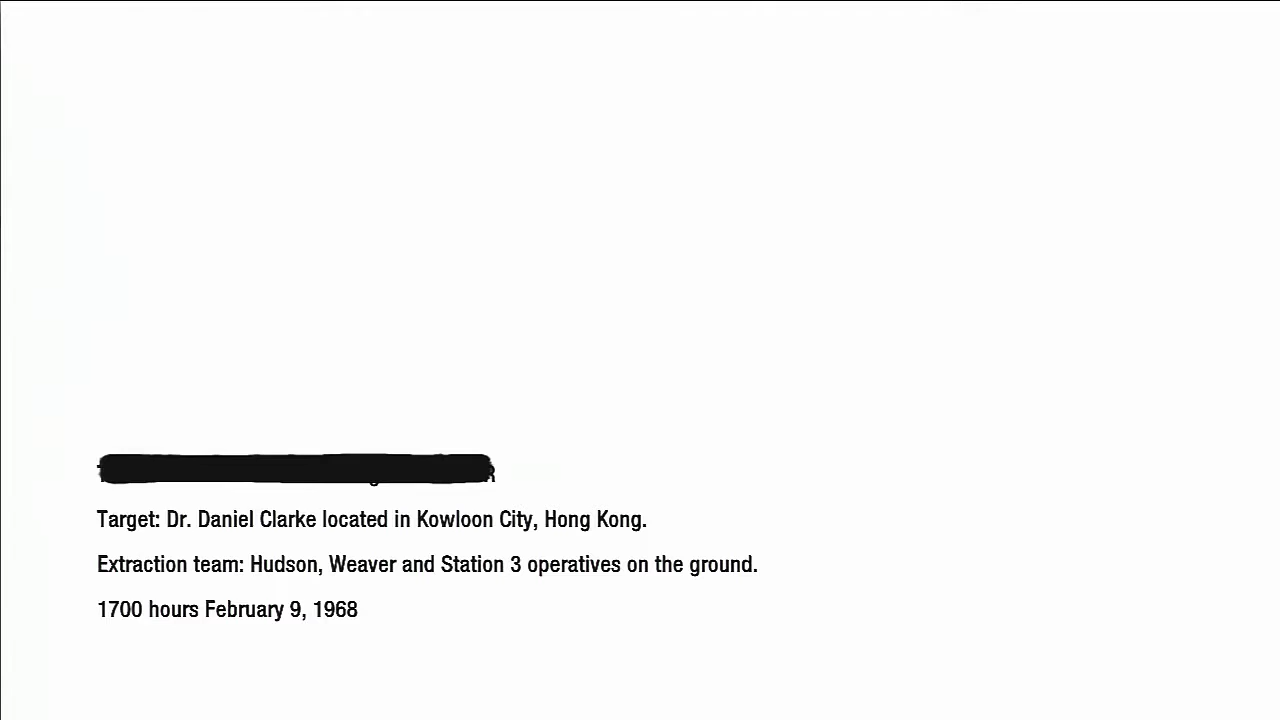 Target: Dr. Daniel Clarke located in Kowloon City, Hong Kong.
Extraction team: Hudson, Weaver and Station 3 operatives on the ground.
1700 hours February 9, 1968